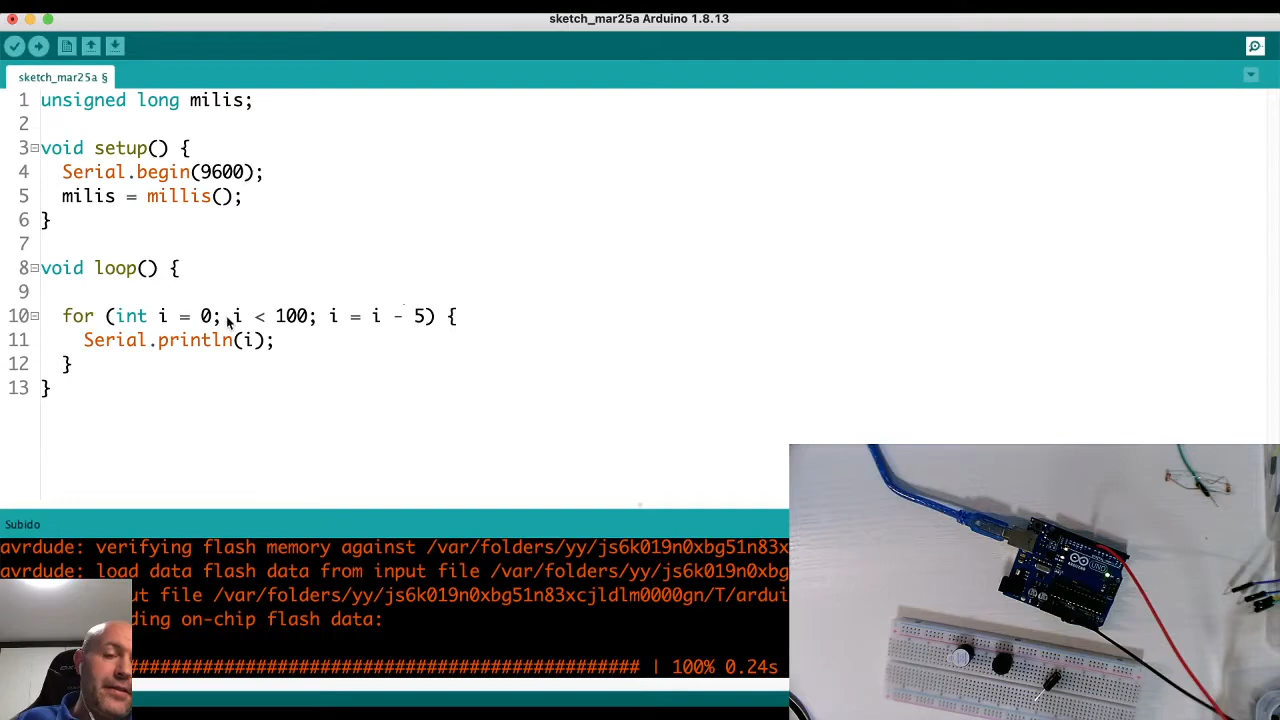 sketch_mar25a Arduino 1.8.13
sketch_mar25a §
1 unsigned long milis;
2
3 void setup() {
4 Serial.begin(9600);
5 milis = millis();
6 }
7
8 void loop() {
9
10 for (int i = 0; i < 100; i = i - 5) {
11 Serial.println(i);
12 }
13 }
Subido
avrdude: verifying flash memory against /var/folders/yy/js6k019n0xbg51n83x
avrdude: load data flash data from input file /var/folders/yy/js6k019n0xbg51n83x
ut file /var/folders/yy/js6k019n0xbg51n83xcjldlm0000gn/T/ardui
ding on-chip flash data:
################################################ | 100% 0.24s
UNO